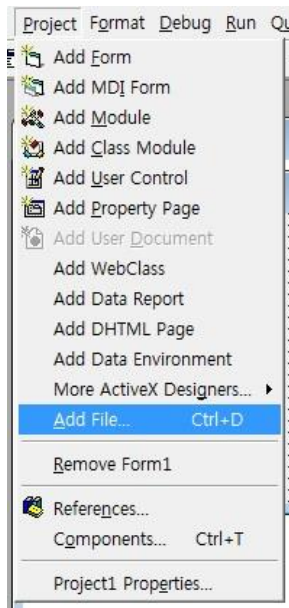 Project Format Debug Run
Add Form
Add MDI Form
Add Module
Add Class Module
Add User Control
Add Property Page
Add User Document
Add WebClass
Add Data Report
Add DHTML Page
Add Data Environment
More ActiveX Designers...
Add File... Ctrl+D
Remove Form1
References...
Components... Ctrl+T
Project1 Properties...